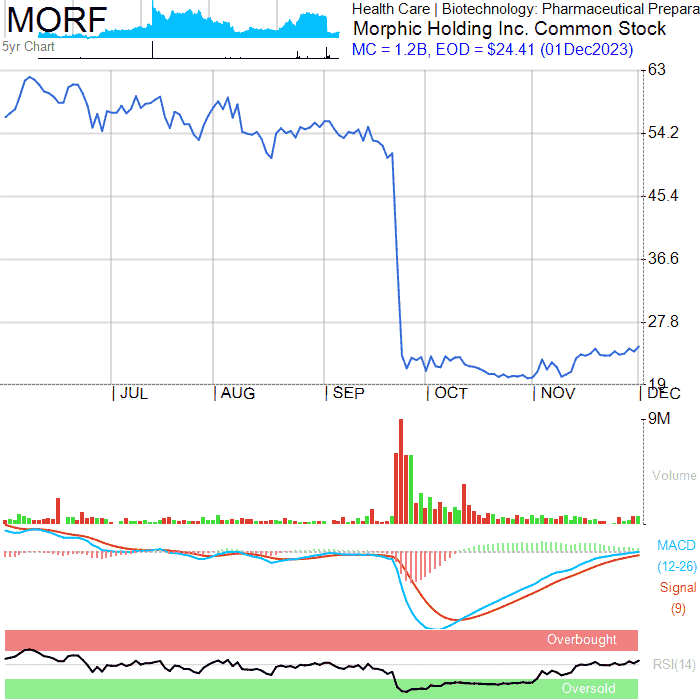 MORF
5yr Chart
Health Care | Biotechnology: Pharmaceutical Prepara
Morphic Holding Inc. Common Stock
MC = 1.2B, EOD = $24.41 (01Dec2023)
63
54.2
45.4
36.6
27.8
19
JUL AUG SEP OCT NOV DEC
9M
Volume
MACD
(12-26)
Signal
(9)
Overbought
RSI(14)
Oversold